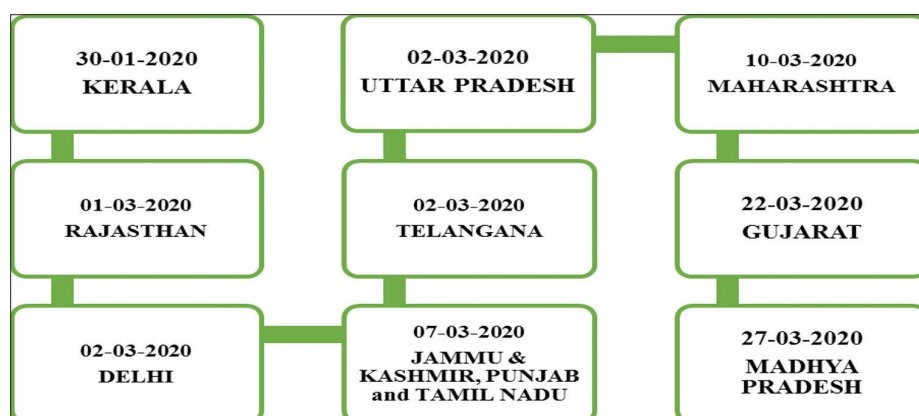 30-01-2020
KERALA
01-03-2020
RAJASTHAN
02-03-2020
DELHI
07-03-2020
JAMMU &
KASHMIR, PUNJAB
and TAMIL NADU
02-03-2020
TELANGANA
02-03-2020
UTTAR PRADESH
10-03-2020
MAHARASHTRA
22-03-2020
GUJARAT
27-03-2020
MADHYA
PRADESH